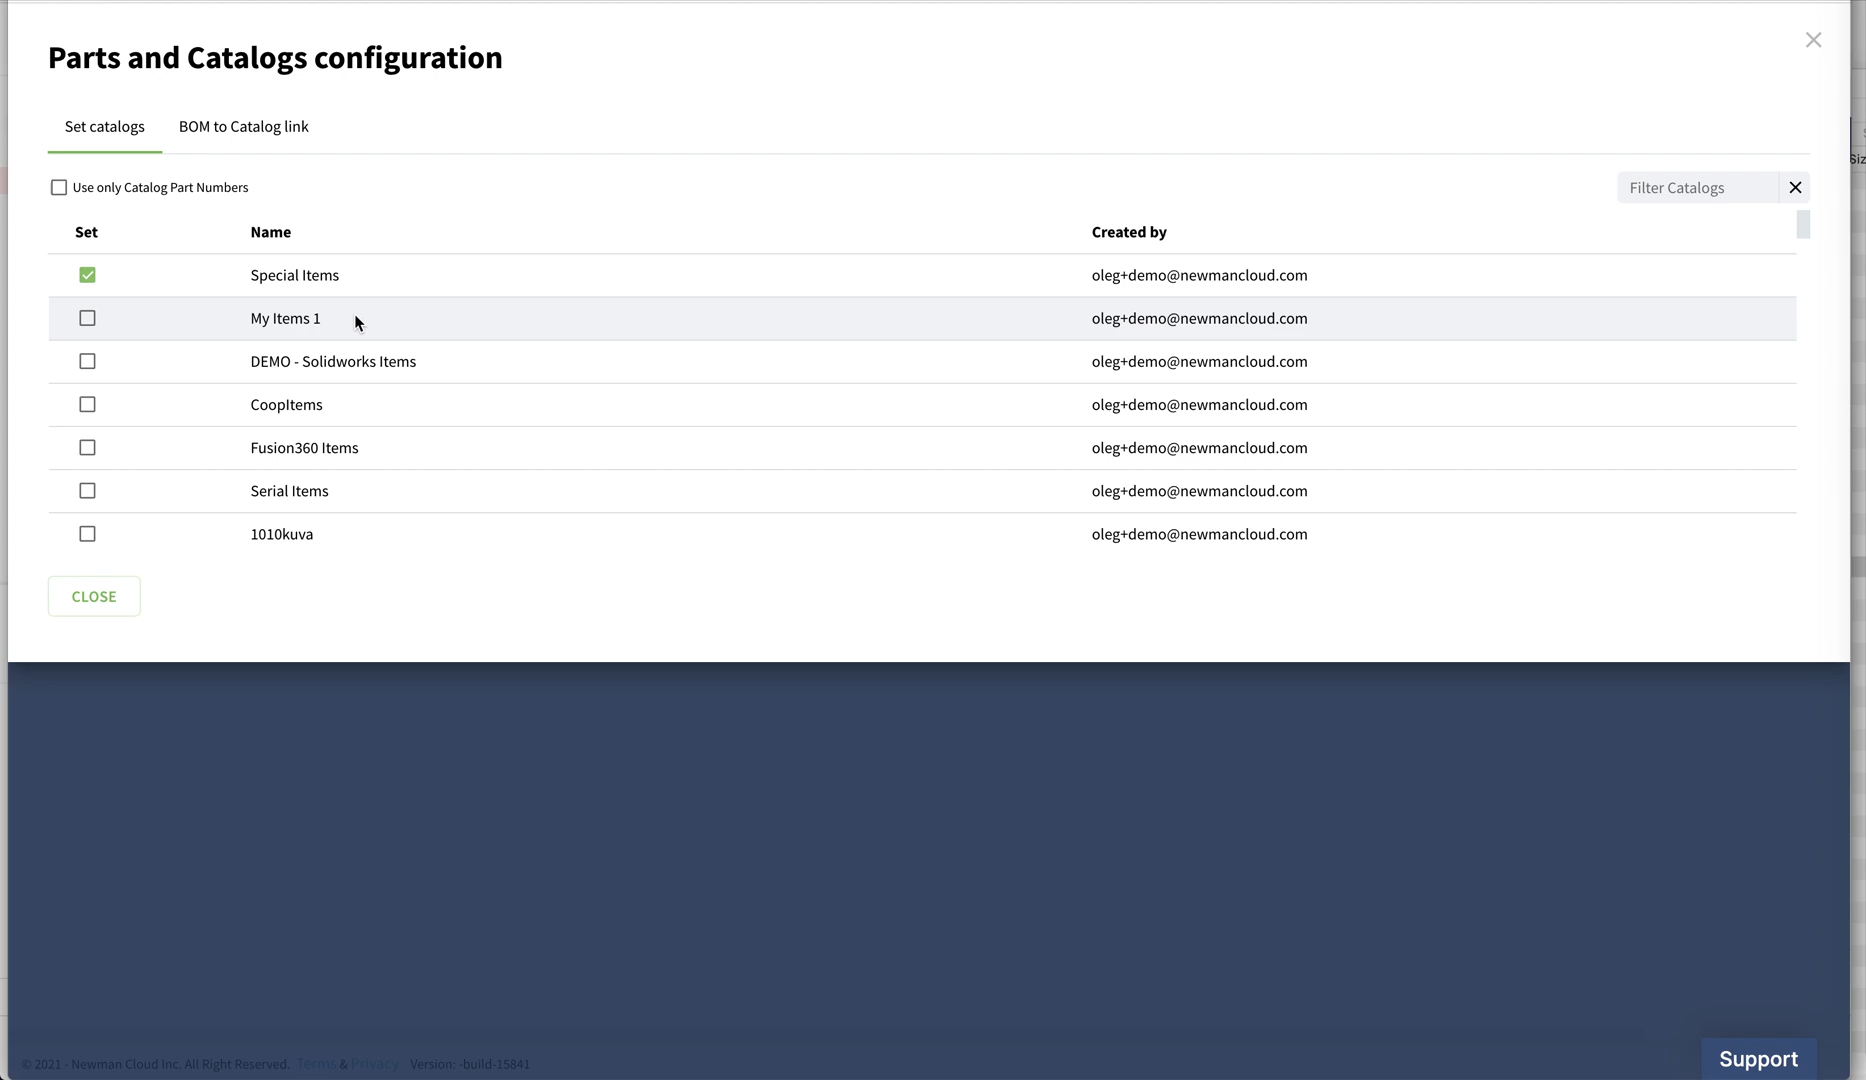 Parts and Catalogs configuration
Set catalogs BOM to Catalog link
Use only Catalog Part Numbers Filter Catalogs
Set Name Created by
Special Items oleg+demo@newmancloud.com
My Items 1 oleg+demo@newmancloud.com
DEMO - Solidworks Items oleg+demo@newmancloud.com
CoopItems oleg+demo@newmancloud.com
Fusion360 Items oleg+demo@newmancloud.com
Serial Items oleg+demo@newmancloud.com
1010kuva oleg+demo@newmancloud.com
CLOSE
© 2021 - Newman Cloud Inc. All Right Reserved. Terms & Privacy Version: -build-15841
Support